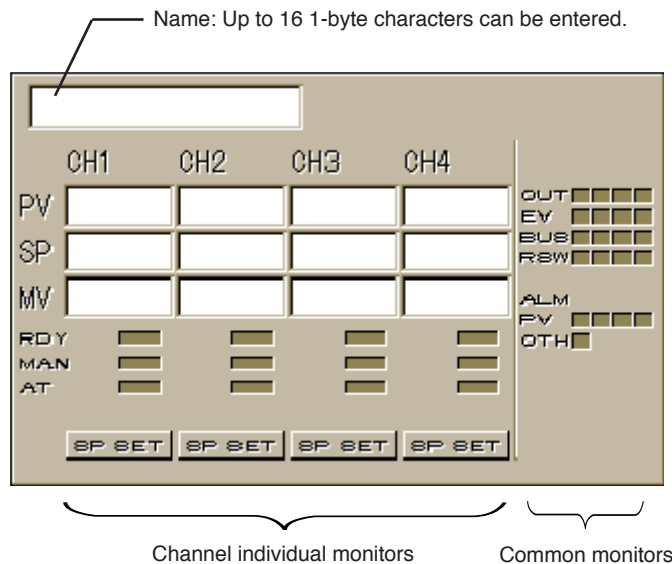 Name: Up to 16 1-byte characters can be entered.
CH1 CH2 CH3 CH4
PV
SP
MV
RDY
MAN
AT
SP SET SP SET SP SET SP SET
OUT
EV
BUS
RSW
ALM
PV
OTH
Channel individual monitors
Common monitors